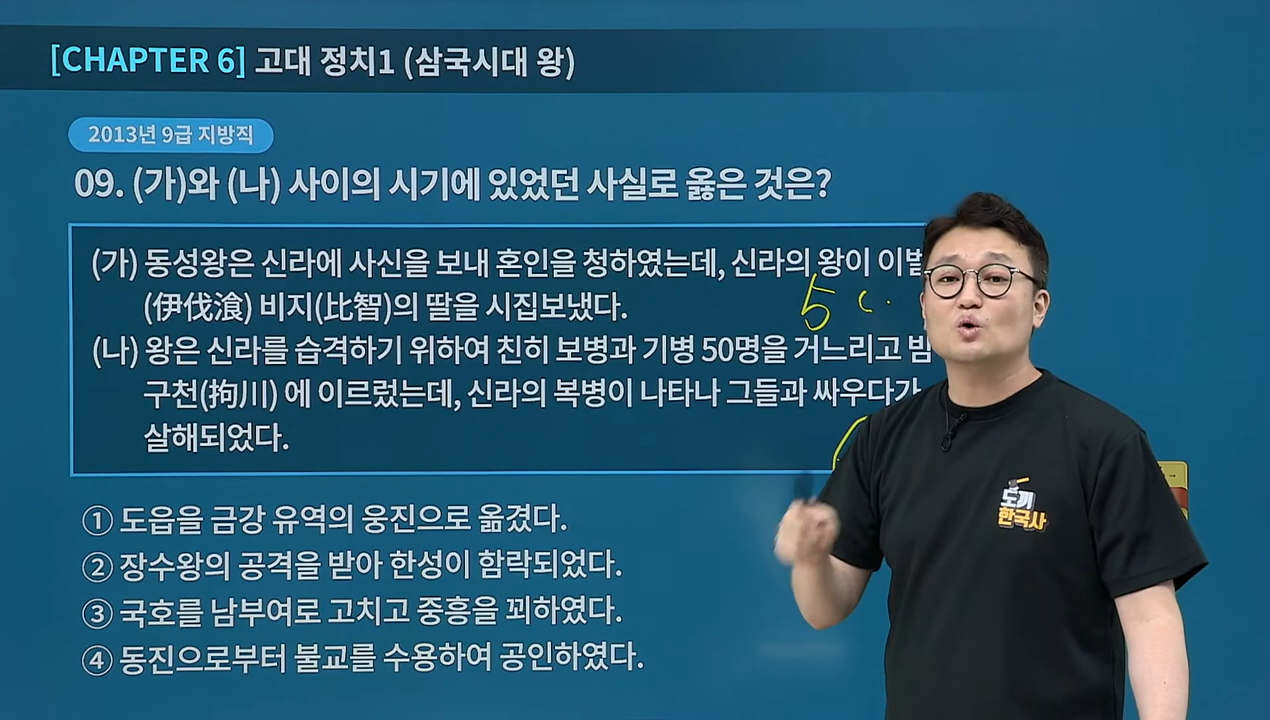 [CHAPTER 6] 고대 정치1 (삼국시대 왕)
2013년 9급 지방직
09. (가)와 (나) 사이의 시기에 있었던 사실로 옳은 것은?
(가) 동성왕은 신라에 사신을 보내 혼인을 청하였는데, 신라의 왕이
(伊伐飡) 비지(比智)의 딸을 시집보냈다.
5
(나) 왕은 신라를 습격하기 위하여 친히 보병과 기병 50명을 거느리고
구천(拘川) 에 이르렀는데, 신라의 복병이 나타나 그들과 싸우다가
살해되었다.
① 도읍을 금강 유역의 웅진으로 옮겼다.
② 장수왕의 공격을 받아 한성이 함락되었다.
③ 국호를 남부여로 고치고 중흥을 꾀하였다.
④ 동진으로부터 불교를 수용하여 공인하였다.
도끼
한국사